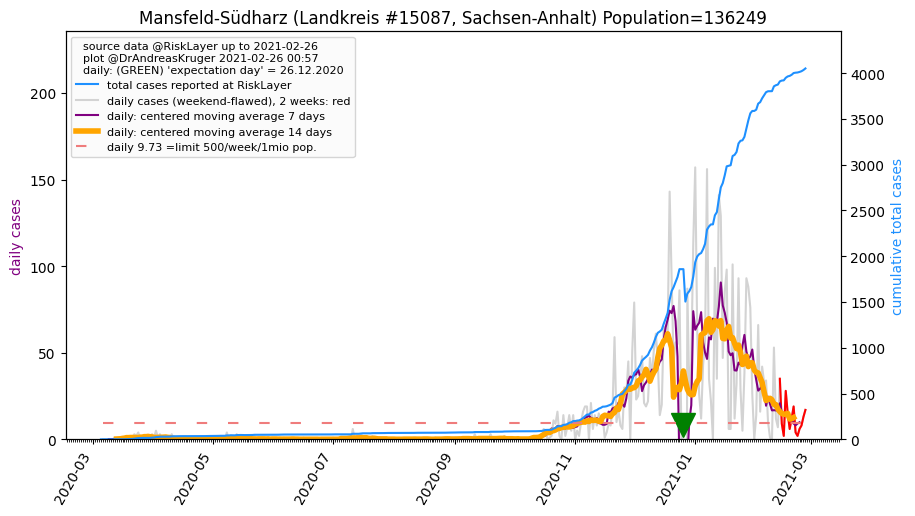 Mansfeld-Südharz (Landkreis #15087, Sachsen-Anhalt) Population=136249
source data @RiskLayer up to 2021-02-26
plot @DrAndreasKruger 2021-02-26 00:57
daily: (GREEN) 'expectation day' = 26.12.2020
total cases reported at RiskLayer
daily cases (weekend-flawed), 2 weeks: red
daily: centered moving average 7 days
daily: centered moving average 14 days
daily 9.73 =limit 500/week/1mio pop.
daily cases
200
150
100
50
0
cumulative total cases
4000
3500
3000
2500
2000
1500
1000
500
0
2020-03
2020-05
2020-07
2020-09
2020-11
2021-01
2021-03